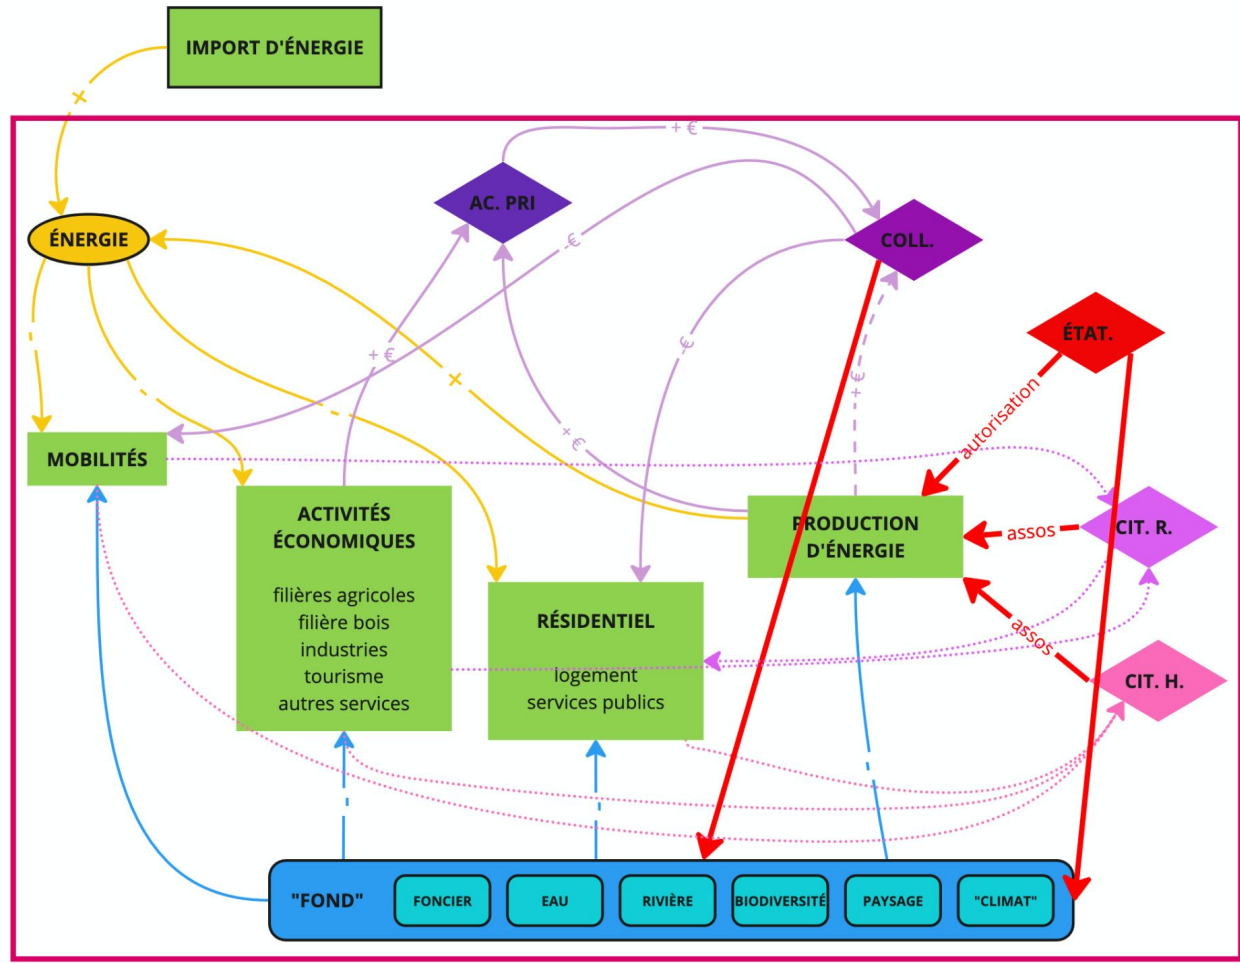 IMPORT D'ÉNERGIE
+
+ €
AC. PRI
COLL.
ÉNERGIE
-€
ÉTAT.
-
+ €
-€
+
-
+ €
autorisation
-
+ €
MOBILITÉS
ACTIVITÉS
ÉCONOMIQUES
filières agricoles
filière bois
industries
tourisme
autres services
PRODUCTION
D'ÉNERGIE
assos
CIT. R.
RÉSIDENTIEL
logement
services publics
assos
CIT. H.
-
-
-
"FOND"
FONCIER
EAU
RIVIÈRE
BIODIVERSITÉ
PAYSAGE
"CLIMAT"